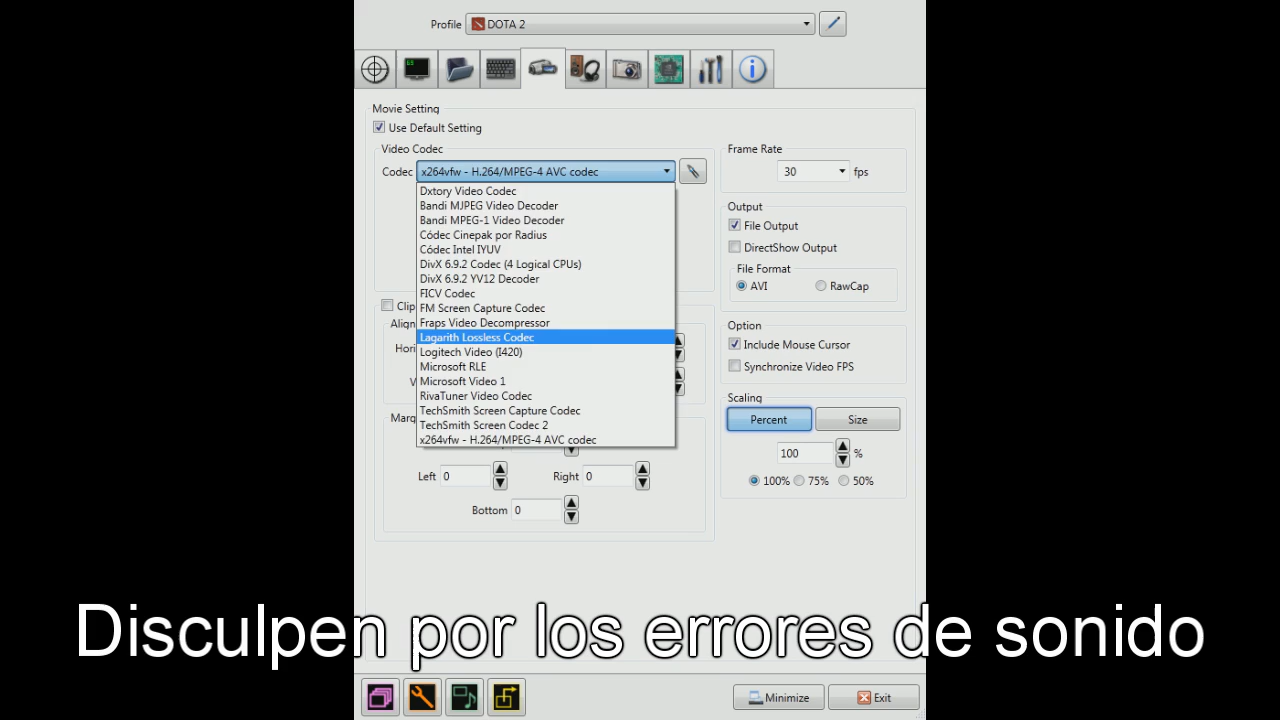 Profile DOTA 2
Movie Setting
Use Default Setting
Video Codec
Codec x264vfw - H.264/MPEG-4 AVC codec
Dxtory Video Codec
Bandi MJPEG Video Decoder
Bandi MPEG-1 Video Decoder
Códec Cinepak por Radius
Códec Intel IYUV
DivX 6.9.2 Codec (4 Logical CPUs)
DivX 6.9.2 YV12 Decoder
FICV Codec
FM Screen Capture Codec
Fraps Video Decompressor
Lagarith Lossless Codec
Logitech Video (I420)
Microsoft RLE
Microsoft Video 1
RivaTuner Video Codec
TechSmith Screen Capture Codec
TechSmith Screen Codec 2
x264vfw - H.264/MPEG-4 AVC codec
Clip
Align
Hori
V
Marg
Left 0 Right 0
Bottom 0
Frame Rate
30 fps
Output
File Output
DirectShow Output
File Format
AVI RawCap
Option
Include Mouse Cursor
Synchronize Video FPS
Scaling
Percent Size
100 %
100% 75% 50%
Disculpen por los errores de sonido
Minimize Exit